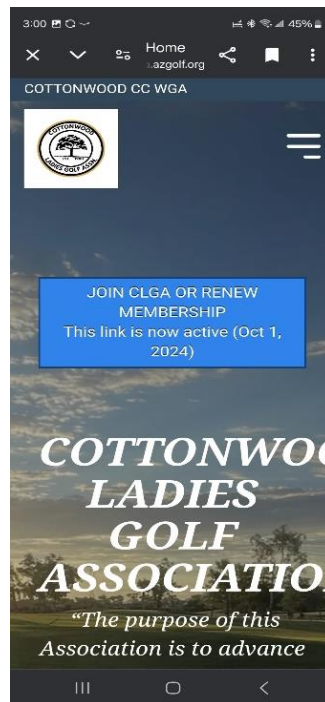 3:00
45%
Home
.azgolf.org
COTTONWOOD CC WGA
COTTONWOOD
LADIES GOLF ASSN.
JOIN CLGA OR RENEW
MEMBERSHIP
This link is now active (Oct 1,
2024)
COTTONWOO
LADIES
GOLF
ASSOCIATIO
“The purpose of this
Association is to advance